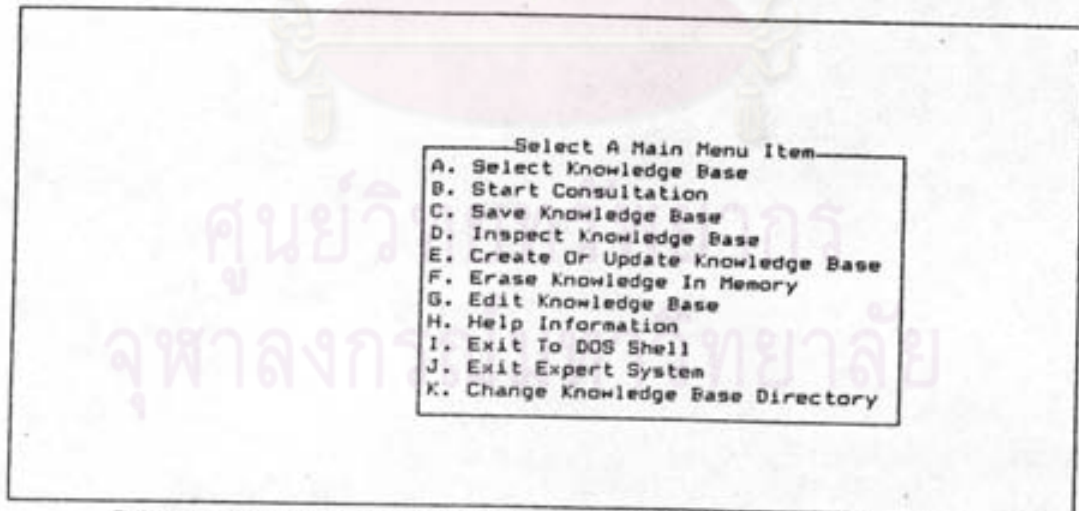 Select A Main Menu Item
A. Select Knowledge Base
B. Start Consultation
C. Save Knowledge Base
D. Inspect Knowledge Base
E. Create Or Update Knowledge Base
F. Erase Knowledge In Memory
G. Edit Knowledge Base
H. Help Information
I. Exit To DOS Shell
J. Exit Expert System
K. Change Knowledge Base Directory